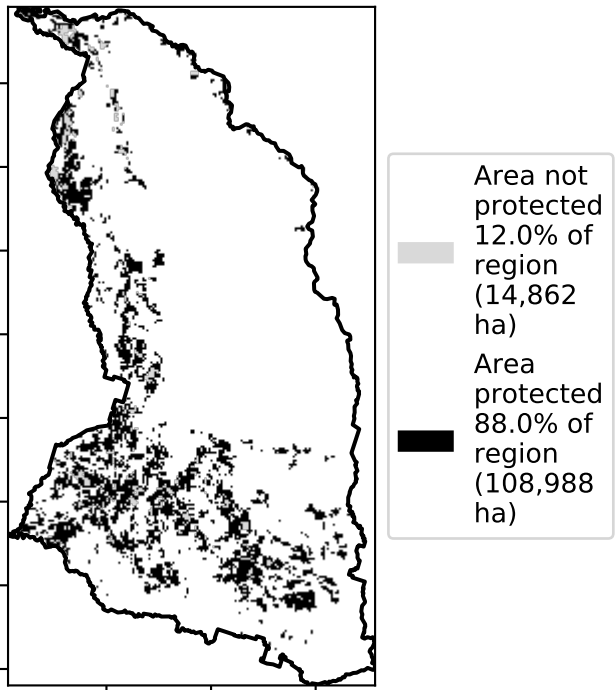 Area not
protected
12.0% of
region
(14,862
ha)
Area
protected
88.0% of
region
(108,988
ha)